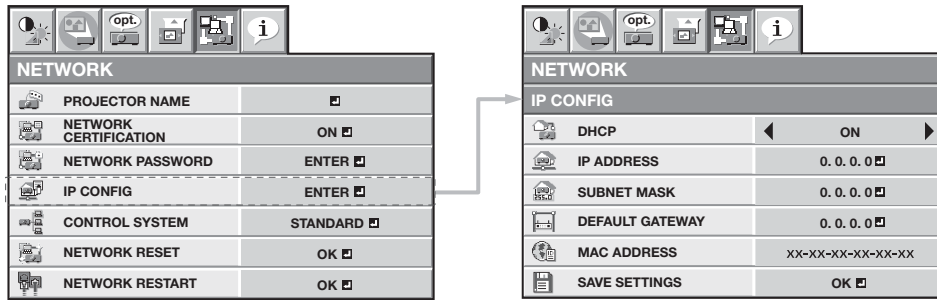 opt.
i
NETWORK
PROJECTOR NAME
NETWORK
CERTIFICATION
ON
NETWORK PASSWORD
ENTER
IP CONFIG
ENTER
CONTROL SYSTEM
STANDARD
NETWORK RESET
OK
NETWORK RESTART
OK
opt.
i
NETWORK
IP CONFIG
DHCP
ON
IP ADDRESS
0. 0. 0. 0
SUBNET MASK
0. 0. 0. 0
DEFAULT GATEWAY
0. 0. 0. 0
MAC ADDRESS
xx-xx-xx-xx-xx-xx
SAVE SETTINGS
OK